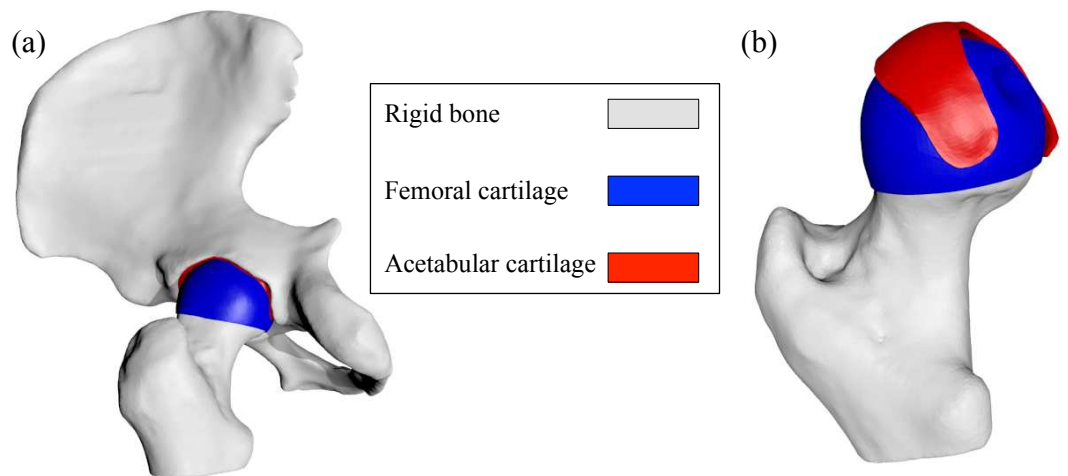 (a)
Rigid bone
Femoral cartilage
Acetabular cartilage
(b)